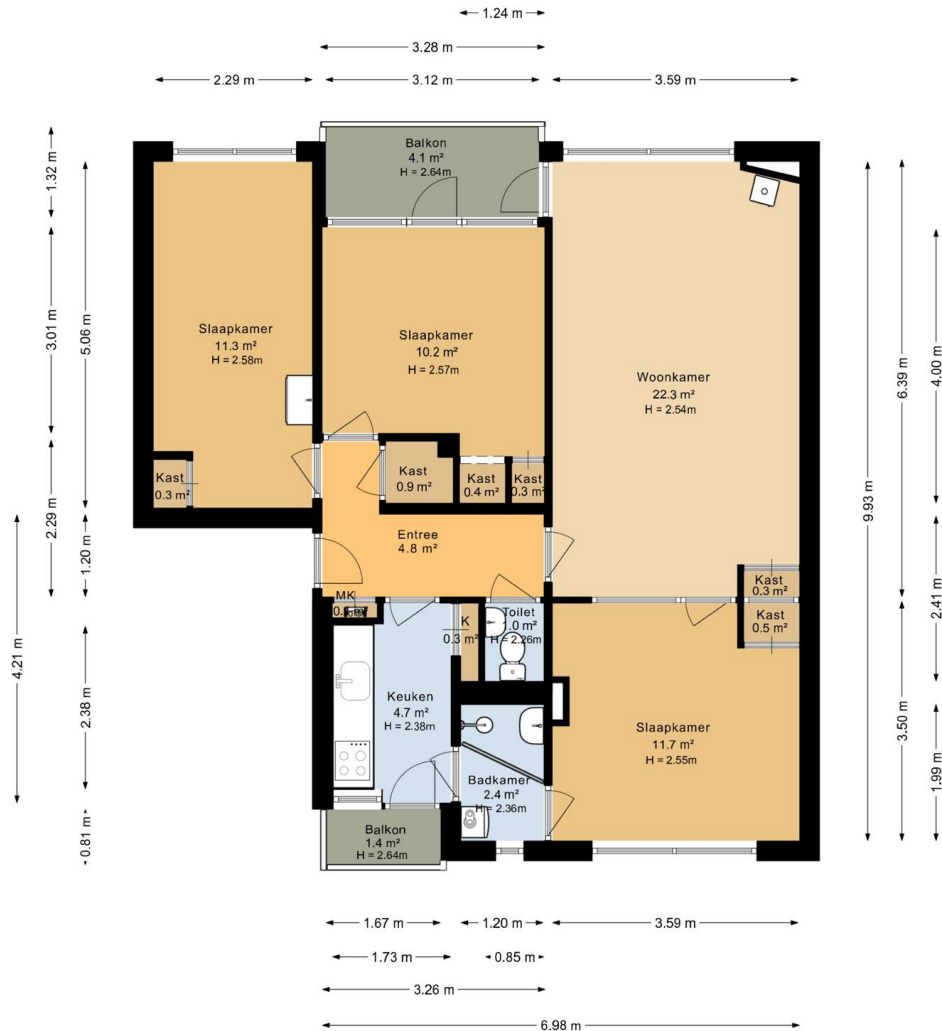 1.24 m
3.28 m
2.29 m
3.12 m
3.59 m
1.32 m
3.01 m
2.29 m
5.06 m
1.20 m
4.21 m
2.38 m
0.81 m
Balkon
4.1 m²
H = 2.64m
Slaapkamer
11.3 m²
H = 2.58m
Slaapkamer
10.2 m²
H = 2.57m
Woonkamer
22.3 m²
H = 2.54m
Kast
0.3 m²
Kast
0.9 m²
Kast
0.4 m²
Kast
0.3 m²
Entree
4.8 m²
Kast
0.3 m²
Kast
0.5 m²
MK
K
0.3 m²
Toilet
H = 2.26m
Keuken
4.7 m²
H = 2.38m
Slaapkamer
11.7 m²
H = 2.55m
Badkamer
2.4 m²
H = 2.36m
Balkon
1.4 m²
H = 2.64m
6.39 m
4.00 m
9.93 m
2.41 m
3.50 m
1.99 m
1.67 m
1.20 m
3.59 m
1.73 m
0.85 m
3.26 m
6.98 m